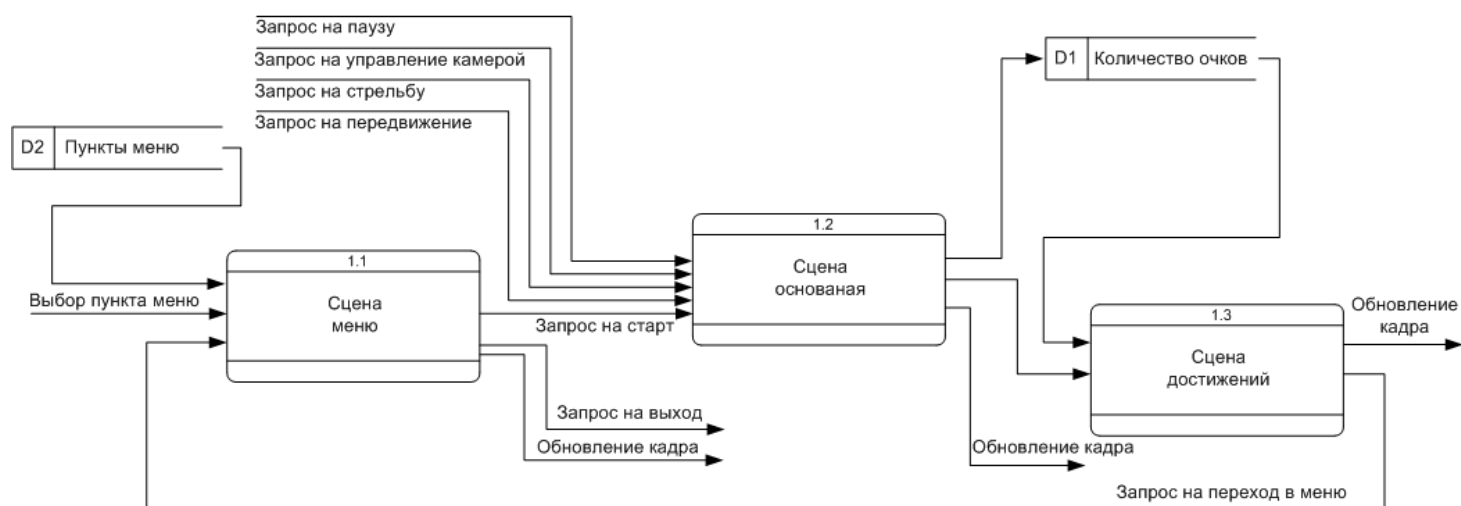 Запрос на паузу
Запрос на управление камерой
Запрос на стрельбу
Запрос на передвижение
D2 Пункты меню
D1 Количество очков
1.1
Сцена
меню
Выбор пункта меню
1.2
Сцена
основаная
Запрос на старт
1.3
Сцена
достижений
Обновление
кадра
Запрос на выход
Обновление кадра
Обновление кадра
Запрос на переход в меню